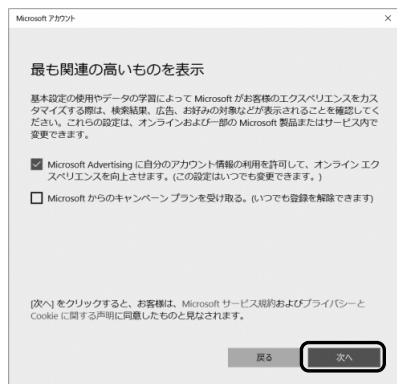 Microsoft アカウント
最も関連の高いものを表示
基本設定の使用やデータの学習によって Microsoft がお客様のエクスペリエンスをカス
タマイズする際は、検索結果、広告、お好みの対象などが表示されることを確認してく
ださい。これらの設定は、オンラインおよび一部の Microsoft 製品またはサービス内で
変更できます。
Microsoft Advertising に自分のアカウント情報の利用を許可して、オンライン エク
スペリエンスを向上させます。(この設定はいつでも変更できます。)
Microsoft からのキャンペーン プランを受け取る。(いつでも登録を解除できます)
[次へ] をクリックすると、お客様は、Microsoft サービス規約およびプライバシーと
Cookie に関する声明に同意したものと見なされます。
戻る
次へ